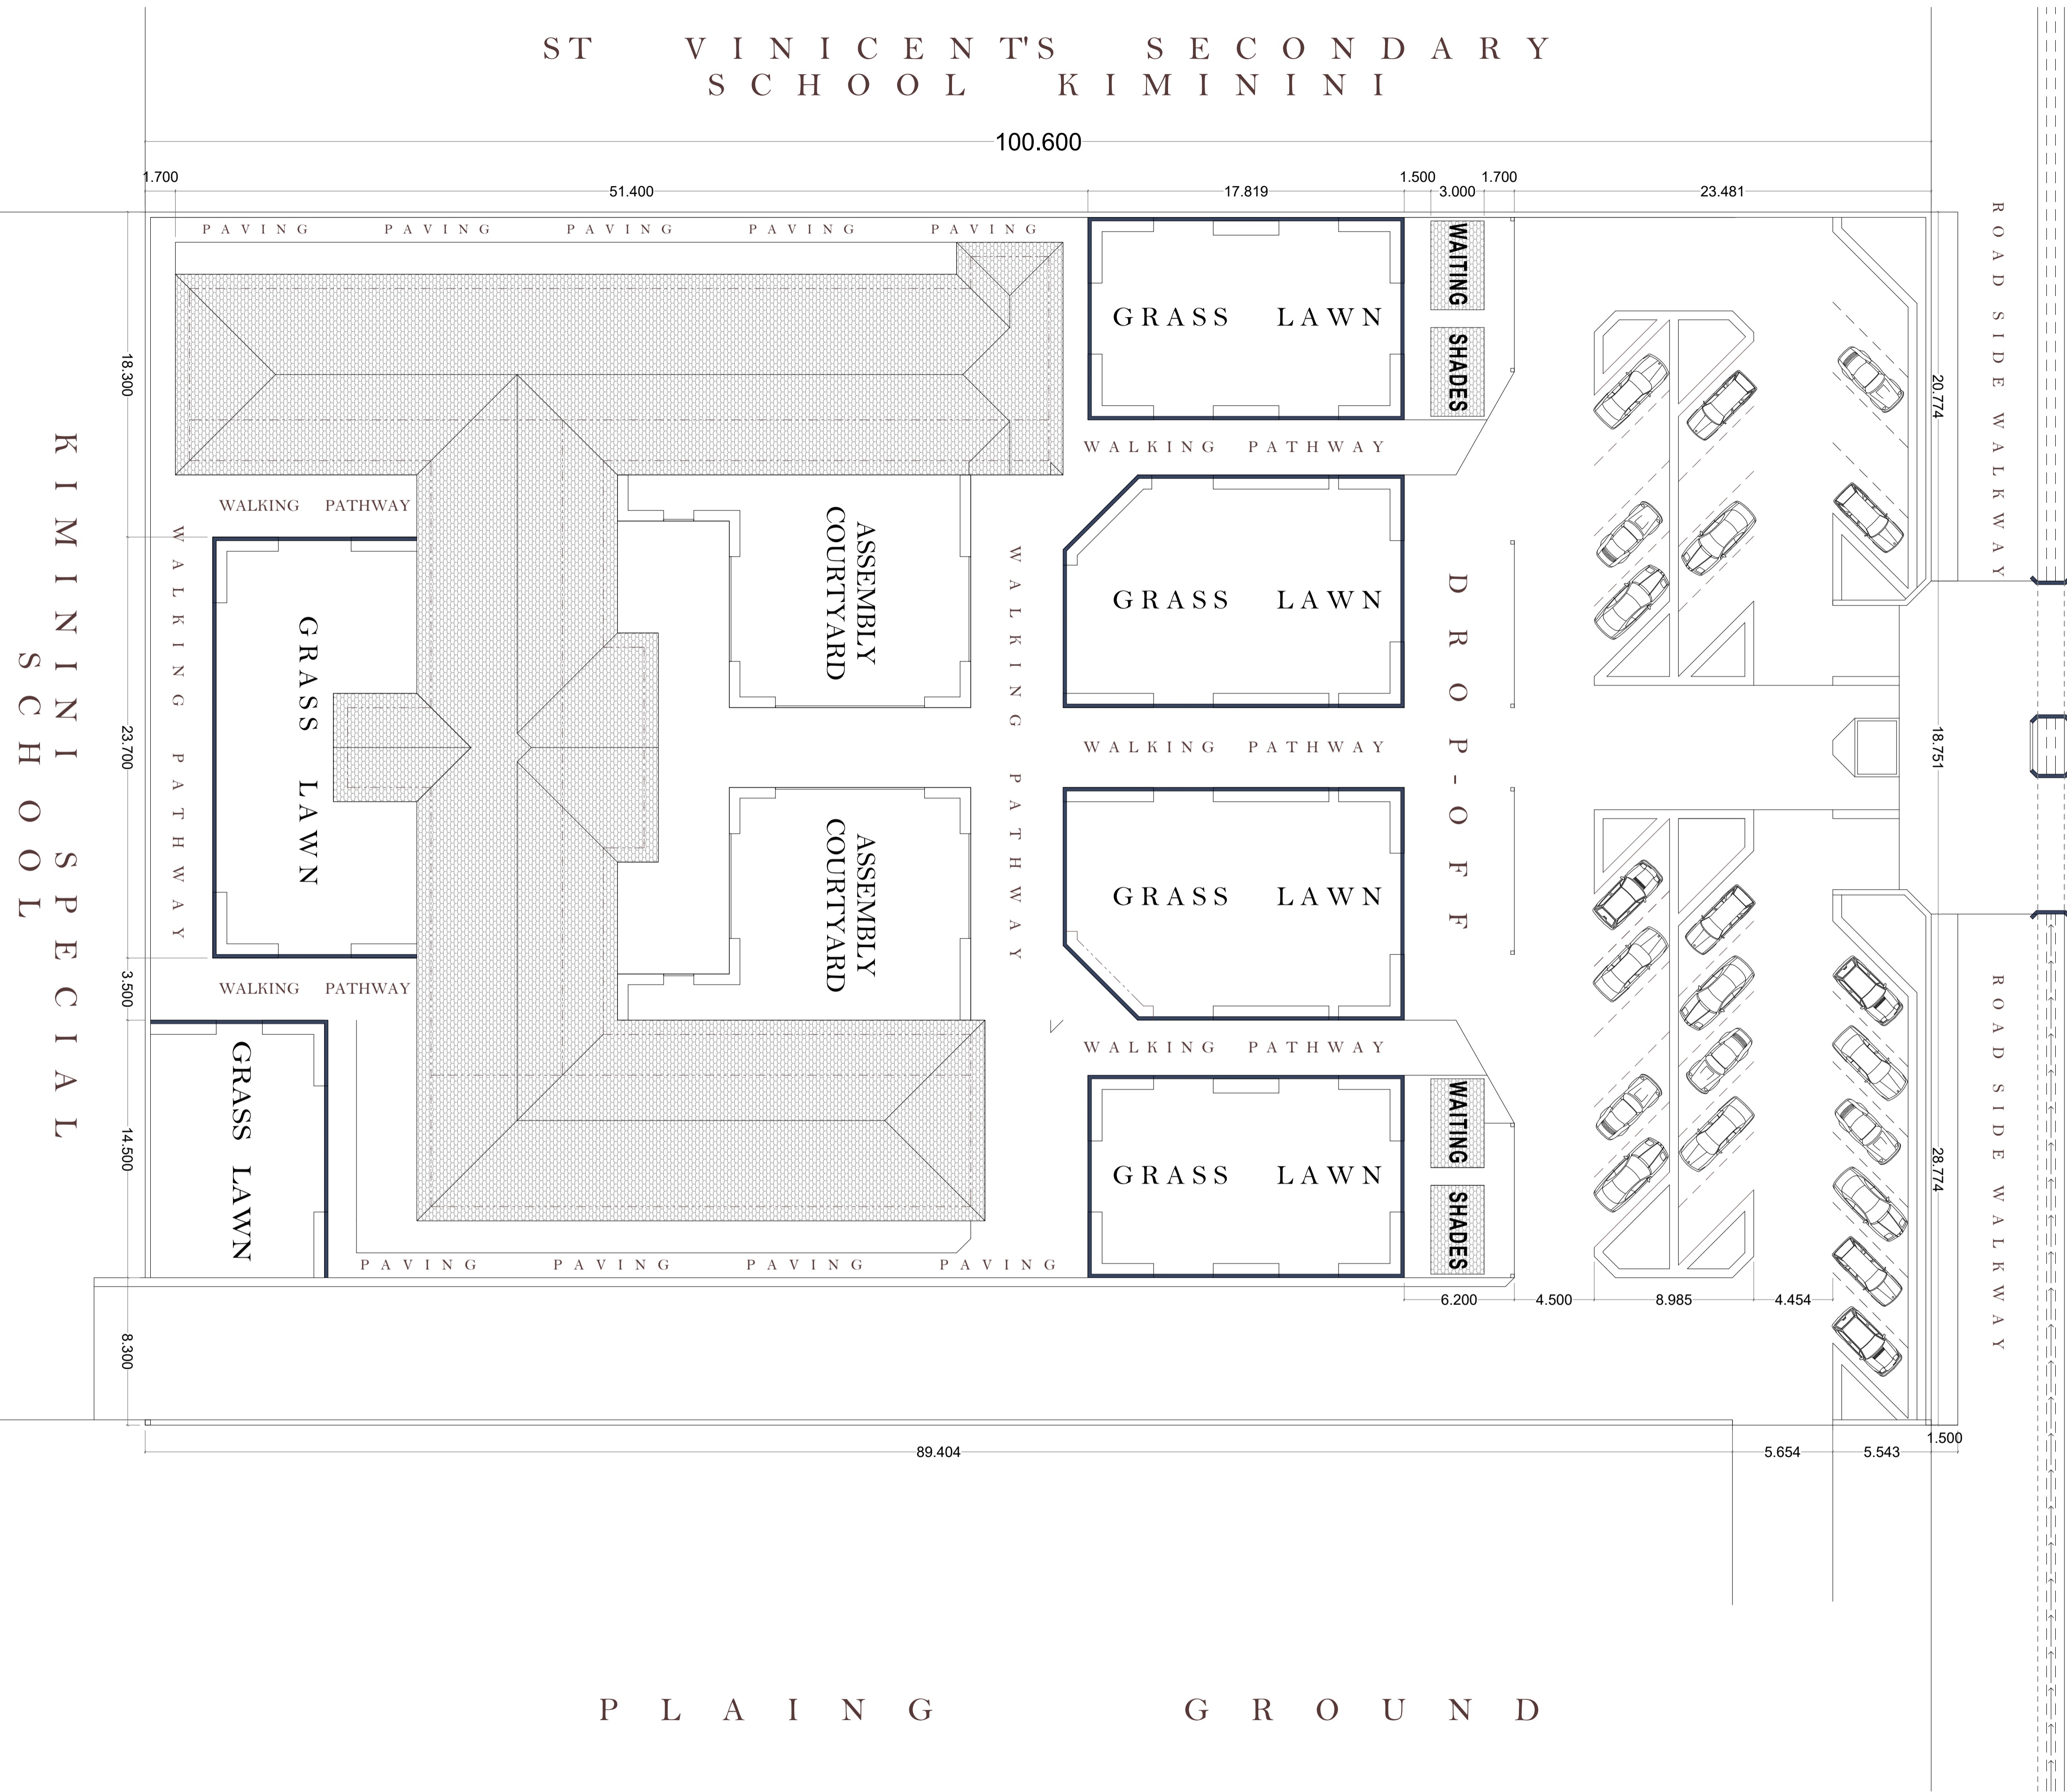 ST VINICENT'S SECONDARY
SCHOOL KIMININI
100.600
1.700
51.400
17.819
1.500
3.000
1.700
23.481
PAVING PAVING PAVING PAVING PAVING
WAITING
SHADES
GRASS LAWN
WALKING PATHWAY
18.300
20.774
ROAD SIDE WALKWAY
KIMININI SPECIAL
SCHOOL
WALKING PATHWAY
WALKING PATHWAY
GRASS LAWN
ASSEMBLY
COURTYARD
WALKING PATHWAY
GRASS LAWN
DROP-OFF
23.700
WALKING PATHWAY
18.751
ASSEMBLY
COURTYARD
GRASS LAWN
WALKING PATHWAY
3.500
WALKING PATHWAY
ROAD SIDE WALKWAY
GRASS LAWN
14.500
GRASS LAWN
WAITING
SHADES
28.774
PAVING PAVING PAVING PAVING
6.200
4.500
8.985
4.454
8.300
89.404
5.654
5.543
1.500
PLAING GROUND